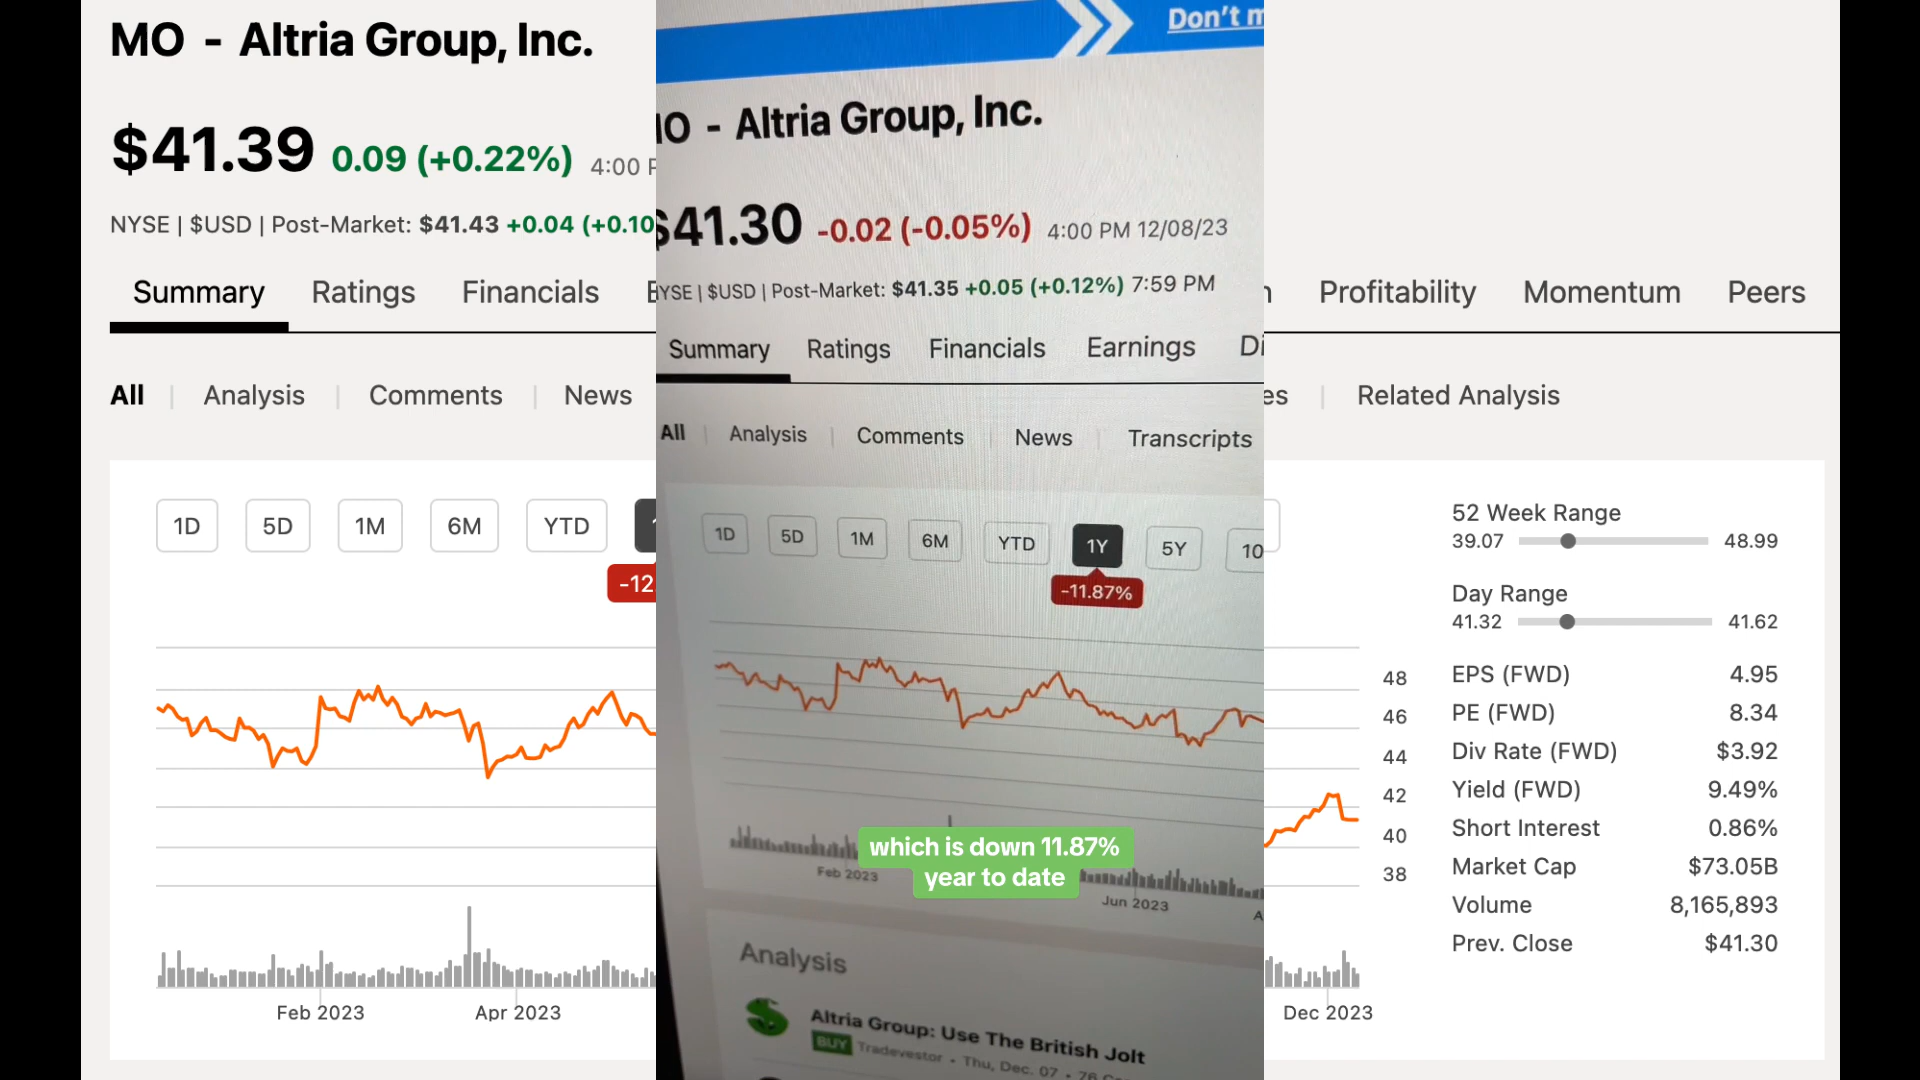 MO - Altria Group, Inc.
$41.39 0.09 (+0.22%) 4:00
NYSE | $USD | Post-Market: $41.43 +0.04 (+0.10
Summary Ratings Financials
All Analysis Comments News
1D 5D 1M 6M YTD
-12
Feb 2023 Apr 2023
Don't m
O - Altria Group, Inc.
$41.30 -0.02 (-0.05%) 4:00 PM 12/08/23
YSE | $USD | Post-Market: $41.35 +0.05 (+0.12%) 7:59 PM
Summary Ratings Financials Earnings Di
All Analysis Comments News Transcripts
1D 5D 1M 6M YTD 1Y 5Y 10
-11.87%
which is down 11.87%
year to date
Feb 2023 Jun 2023
Analysis
Altria Group: Use The British Jolt
BUY Tradevestor • Thu, Dec. 07 • 76
Profitability Momentum Peers
es Related Analysis
52 Week Range
39.07 48.99
Day Range
41.32 41.62
48
46
44
42
40
38
EPS (FWD) 4.95
PE (FWD) 8.34
Div Rate (FWD) $3.92
Yield (FWD) 9.49%
Short Interest 0.86%
Market Cap $73.05B
Volume 8,165,893
Prev. Close $41.30
Dec 2023